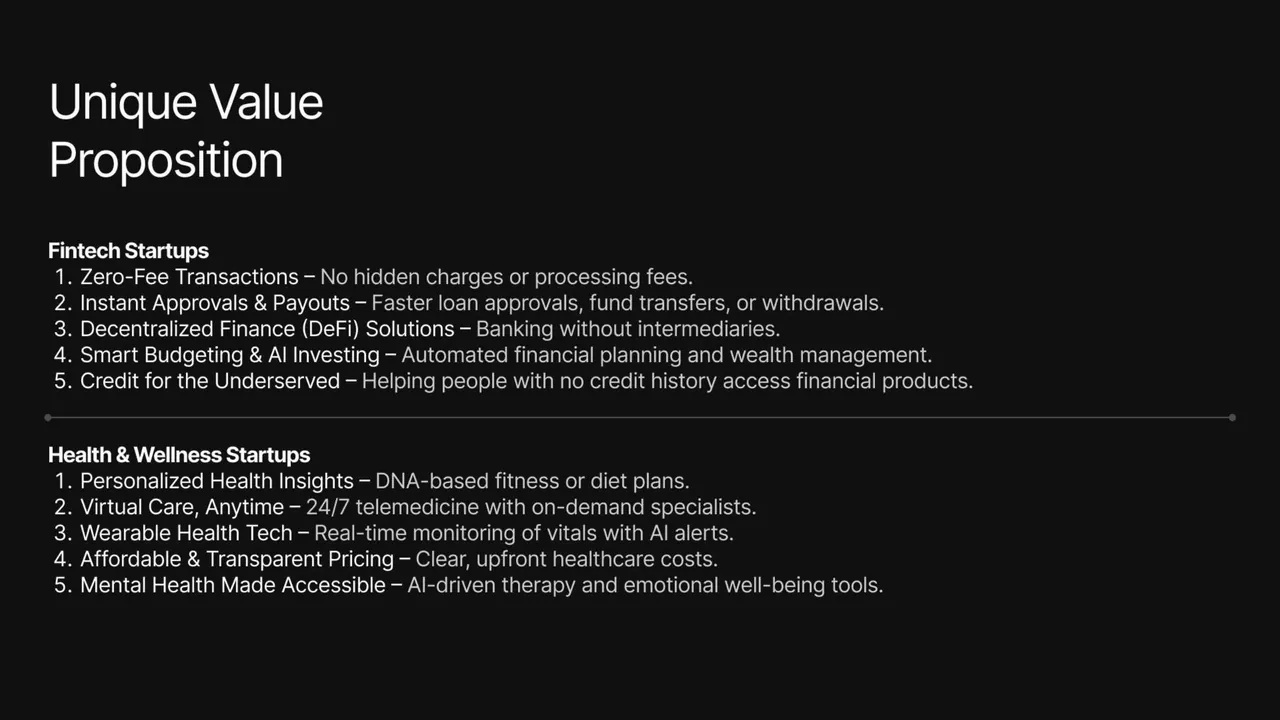 Unique Value
Proposition
Fintech Startups
1. Zero-Fee Transactions – No hidden charges or processing fees.
2. Instant Approvals & Payouts – Faster loan approvals, fund transfers, or withdrawals.
3. Decentralized Finance (DeFi) Solutions – Banking without intermediaries.
4. Smart Budgeting & AI Investing – Automated financial planning and wealth management.
5. Credit for the Underserved – Helping people with no credit history access financial products.
Health & Wellness Startups
1. Personalized Health Insights – DNA-based fitness or diet plans.
2. Virtual Care, Anytime – 24/7 telemedicine with on-demand specialists.
3. Wearable Health Tech – Real-time monitoring of vitals with AI alerts.
4. Affordable & Transparent Pricing – Clear, upfront healthcare costs.
5. Mental Health Made Accessible – AI-driven therapy and emotional well-being tools.